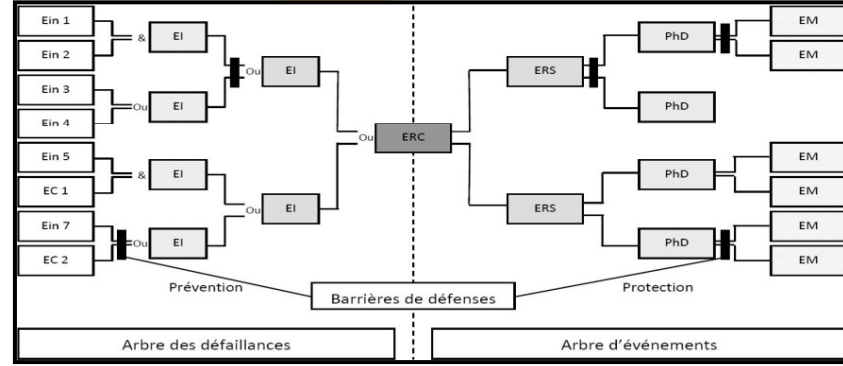 Ein 1
Ein 2
Ein 3
Ein 4
Ein 5
EC 1
Ein 7
EC 2
&
Ou
&
Ou
EI
EI
EI
EI
Ou
Ou
EI
EI
Ou
ERC
ERS
ERS
PhD
PhD
PhD
PhD
EM
EM
EM
EM
EM
EM
Prévention
Barrières de défenses
Protection
Arbre des défaillances
Arbre d'événements